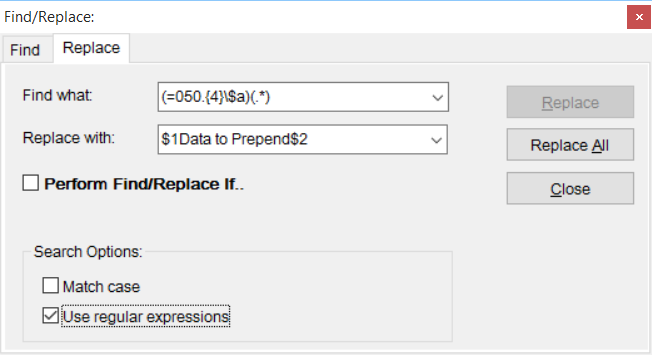 Find/Replace:
Find
Replace
Find what:
(=050.{4}\$a)(.*)
Replace
Replace with:
$1Data to Prepend$2
Replace All
Perform Find/Replace If..
Close
Search Options:
Match case
Use regular expressions